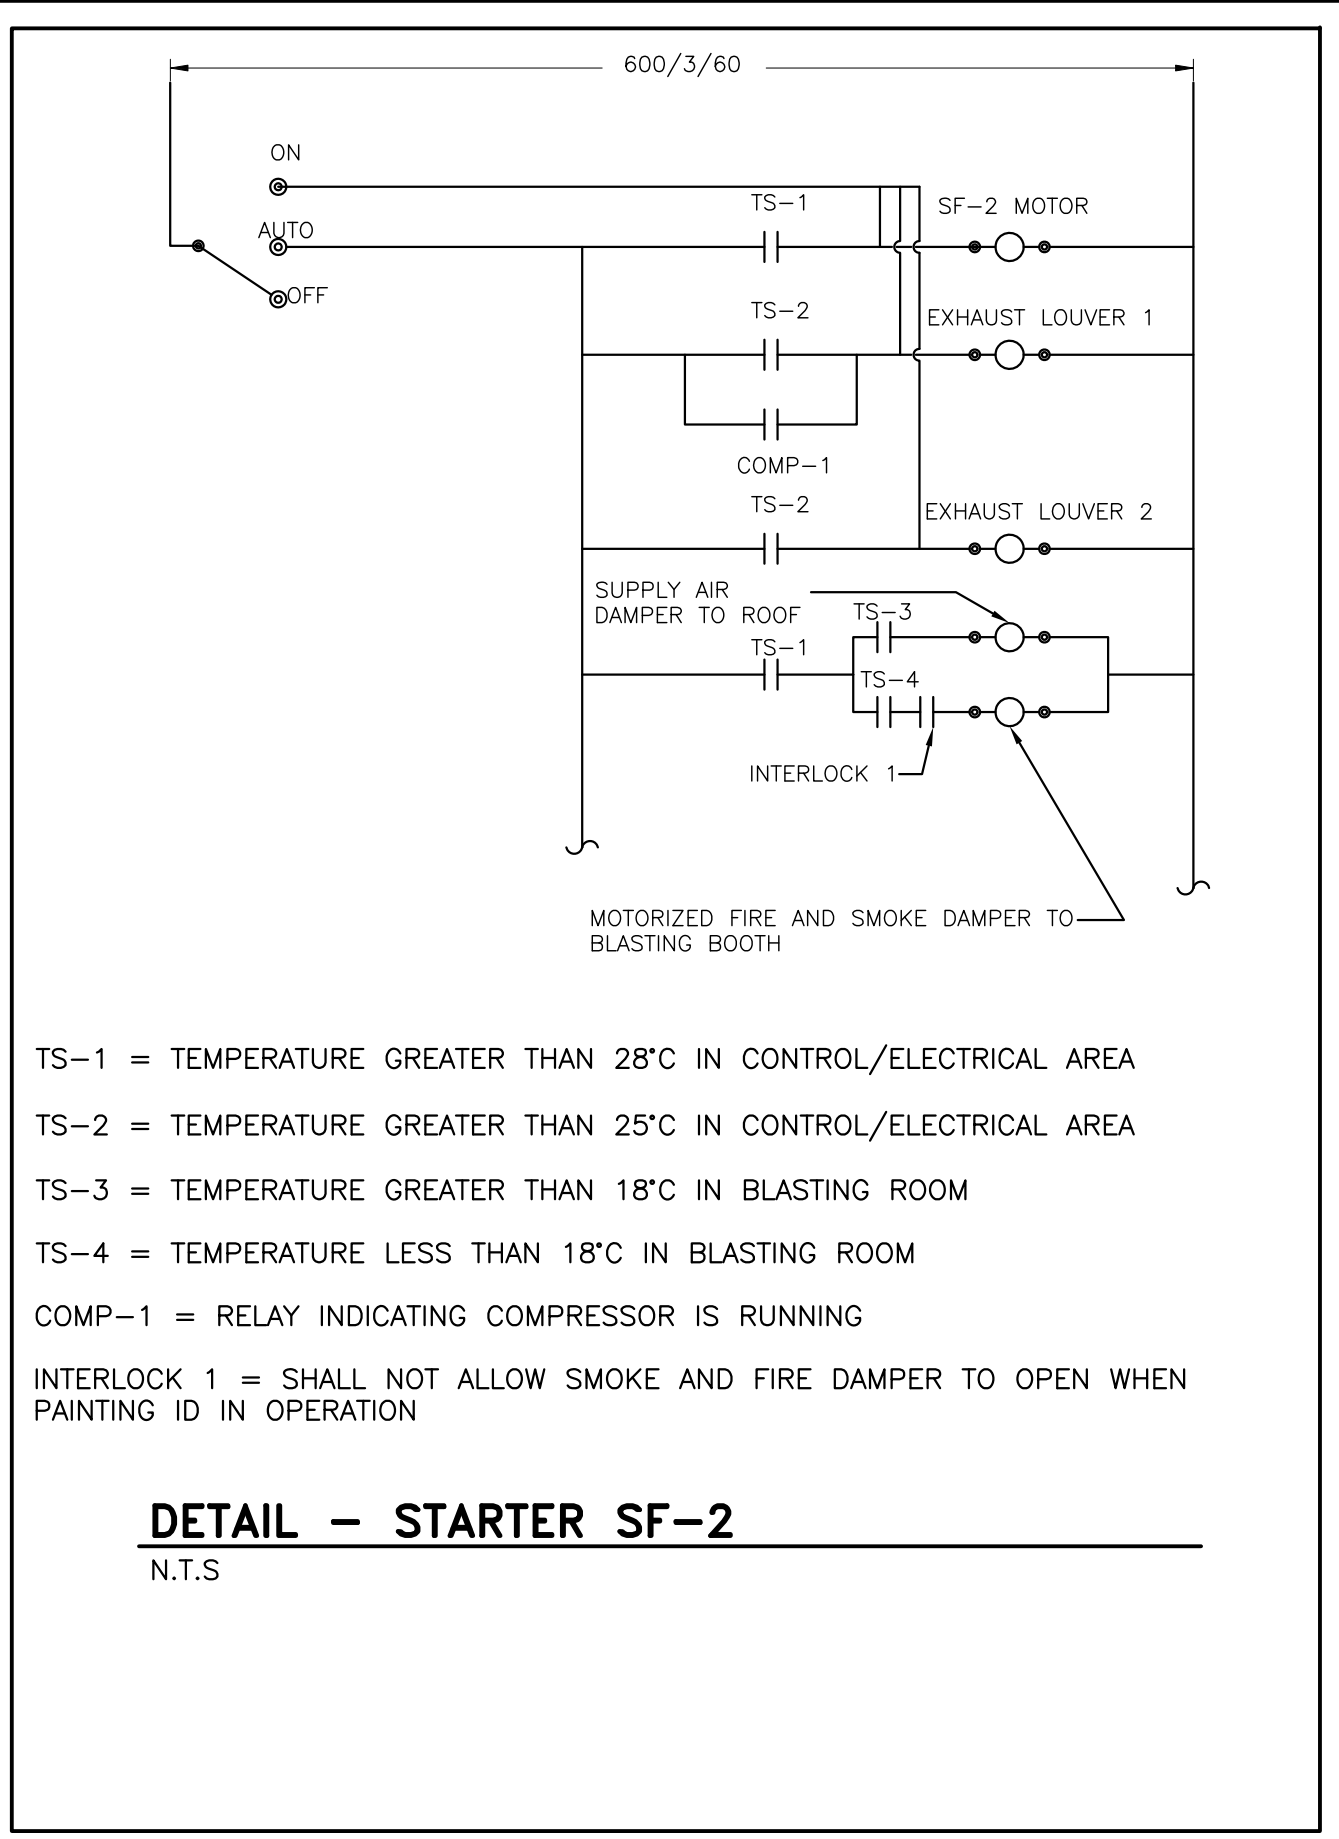 600/3/60
ON
TS-1
SF-2 MOTOR
AUTO
OFF
TS-2
EXHAUST LOUVER 1
COMP-1
TS-2
EXHAUST LOUVER 2
SUPPLY AIR
DAMPER TO ROOF
TS-3
TS-1
TS-4
INTERLOCK 1
MOTORIZED FIRE AND SMOKE DAMPER TO
BLASTING BOOTH
TS-1 = TEMPERATURE GREATER THAN 28°C IN CONTROL/ELECTRICAL AREA
TS-2 = TEMPERATURE GREATER THAN 25°C IN CONTROL/ELECTRICAL AREA
TS-3 = TEMPERATURE GREATER THAN 18°C IN BLASTING ROOM
TS-4 = TEMPERATURE LESS THAN 18°C IN BLASTING ROOM
COMP-1 = RELAY INDICATING COMPRESSOR IS RUNNING
INTERLOCK 1 = SHALL NOT ALLOW SMOKE AND FIRE DAMPER TO OPEN WHEN
PAINTING ID IN OPERATION
DETAIL - STARTER SF-2
N.T.S